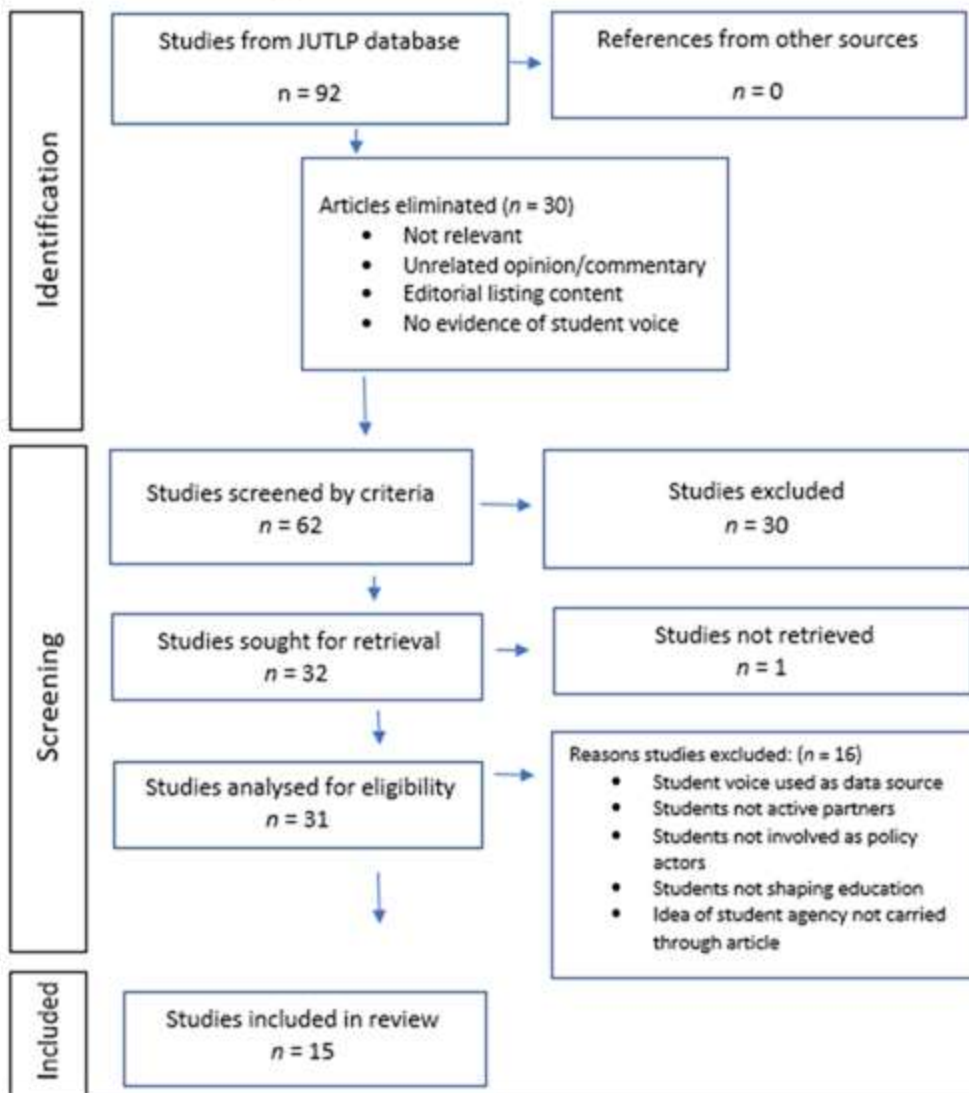 Identification
Studies from JUTLP database
n = 92
References from other sources
n = 0
Articles eliminated (n = 30)
• Not relevant
• Unrelated opinion/commentary
• Editorial listing content
• No evidence of student voice
Screening
Studies screened by criteria
n = 62
Studies excluded
n = 30
Studies sought for retrieval
n = 32
Studies not retrieved
n = 1
Studies analysed for eligibility
n = 31
Reasons studies excluded: (n = 16)
• Student voice used as data source
• Students not active partners
• Students not involved as policy
actors
• Students not shaping education
• Idea of student agency not carried
through article
Included
Studies included in review
n = 15